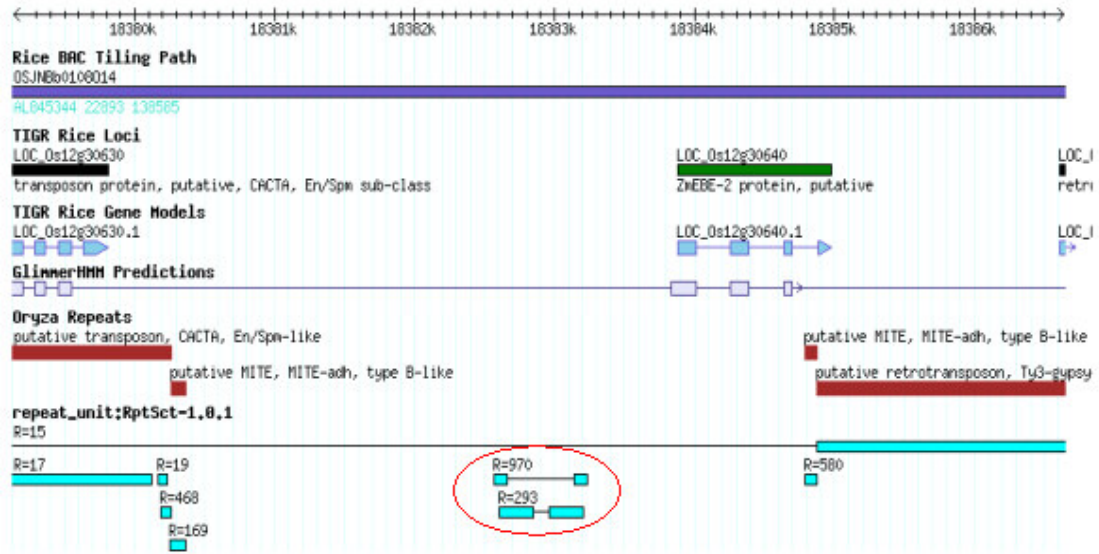 18380k 18381k 18382k 18383k 18384k 18385k 18386k
Rice BAC Tiling Path
OSJNBb0108O14
AL845344 22893 138585
TIGR Rice Loci
LOC_Os12g30630 LOC_Os12g30640 LOC_
transposon protein, putative, CACTA, En/Spm sub-class ZmEBE-2 protein, putative retr
TIGR Rice Gene Models
LOC_Os12g30630.1 LOC_Os12g30640.1 LOC_
GlimmerHMM Predictions
Oryza Repeats
putative transposon, CACTA, En/Spm-like putative MITE, MITE-adh, type B-like
putative MITE, MITE-adh, type B-like putative retrotransposon, Ty3-gypsy
repeat_unit:RptSct-1.0.1
R=15
R=17 R=19 R=970 R=580
R=468 R=293
R=169